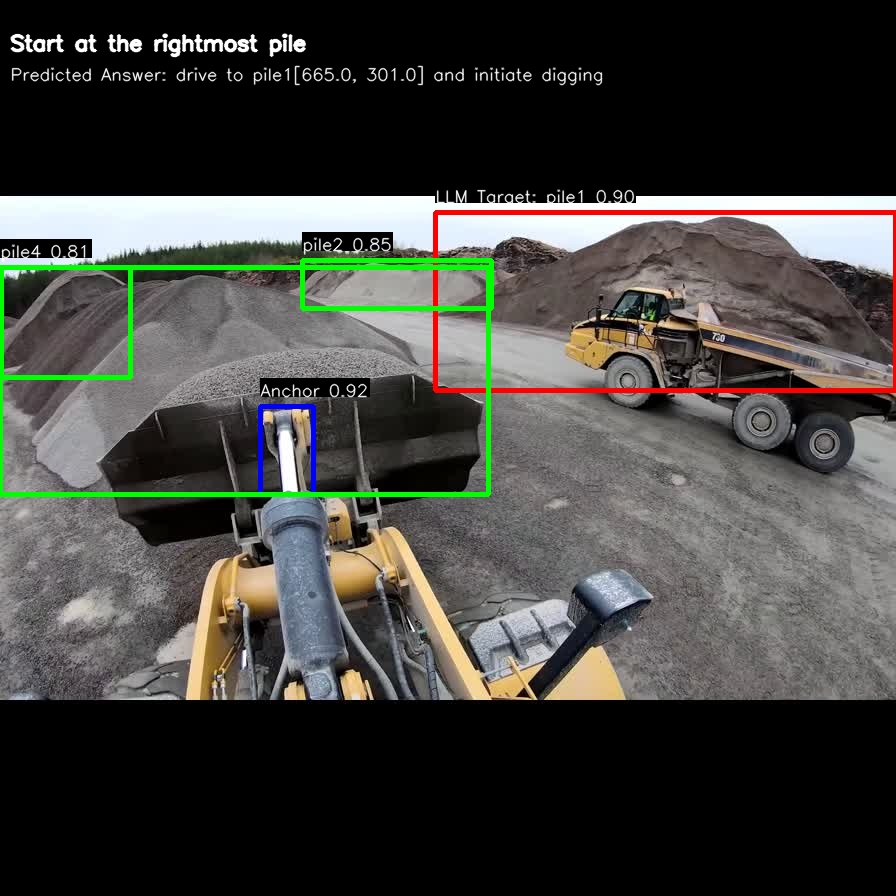 Start at the rightmost pile
Predicted Answer: drive to pile1[665.0, 301.0] and initiate digging
LLM Target: pile1 0.90
pile4 0.81
pile2 0.85
Anchor 0.92
730